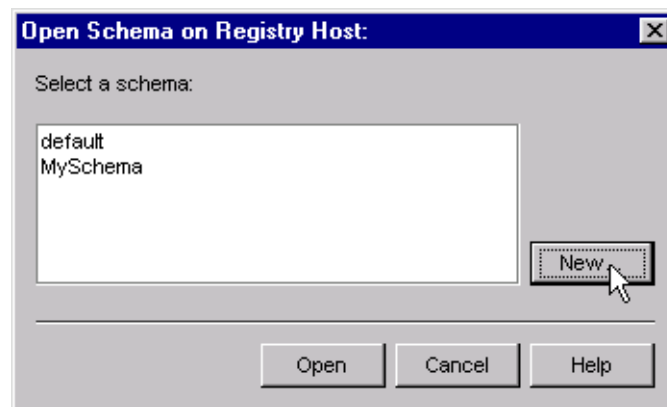 Open Schema on Registry Host:
Select a schema:
default
MySchema
New...
Open
Cancel
Help